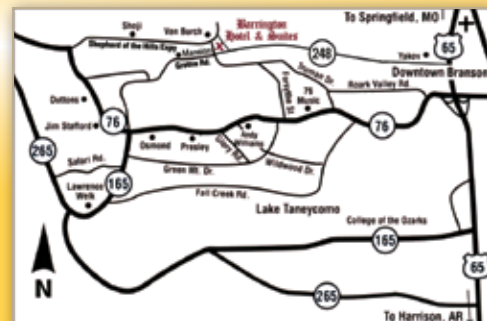 To Springfield, MO
Shoji
Van Burch
Barrington
Hotel & Suites
65
Shepherd of the Hills Expy
Mansion
248
Yakov
Gretna Rd.
Downtown Branson
Forsythe St
Roark Valley Rd.
Duttons
76
Music
76
Jim Stafford
76
Osmond
Presley
Andy
Williams
265
Safari Rd.
Green Mt. Dr.
Wildwood Dr.
165
Lawrence
Welk
Fall Creek Rd.
Lake Taneycomo
College of the Ozarks
165
65
N
265
To Harrison, AR